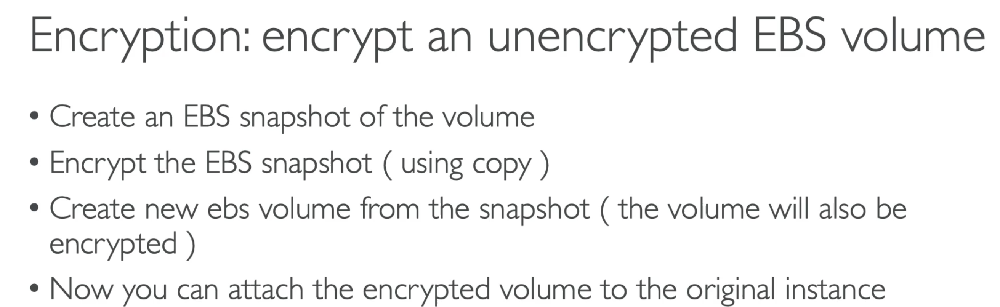 Encryption: encrypt an unencrypted EBS volume
• Create an EBS snapshot of the volume
• Encrypt the EBS snapshot ( using copy )
• Create new ebs volume from the snapshot ( the volume will also be
encrypted )
• Now you can attach the encrypted volume to the original instance